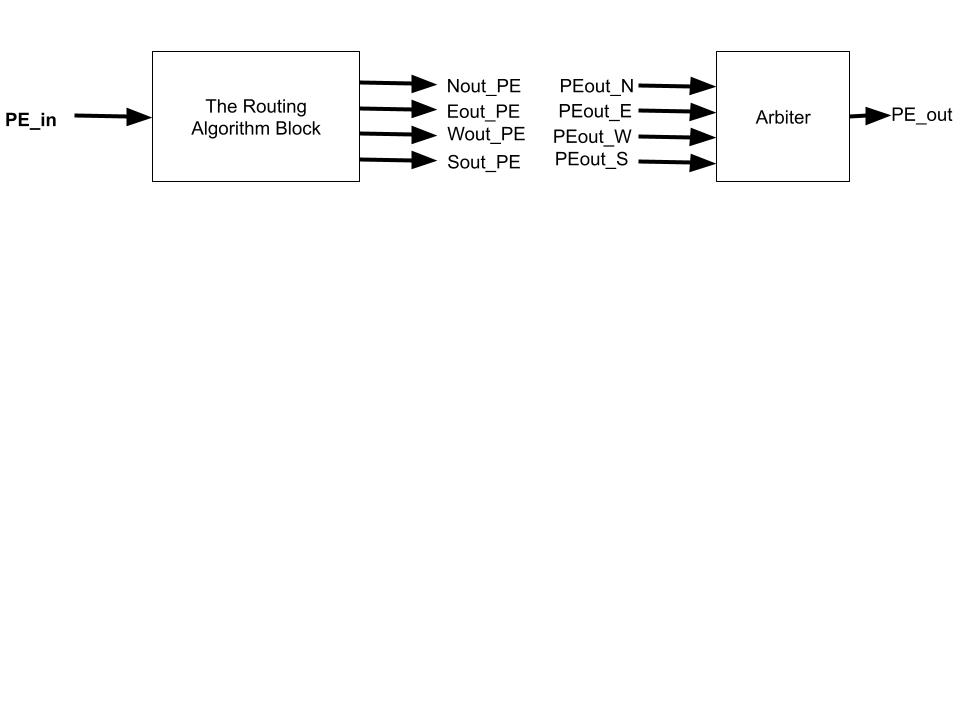 PE_in
The Routing
Algorithm Block
Nout_PE
Eout_PE
Wout_PE
Sout_PE
PEout_N
PEout_E
PEout_W
PEout_S
Arbiter
PE_out